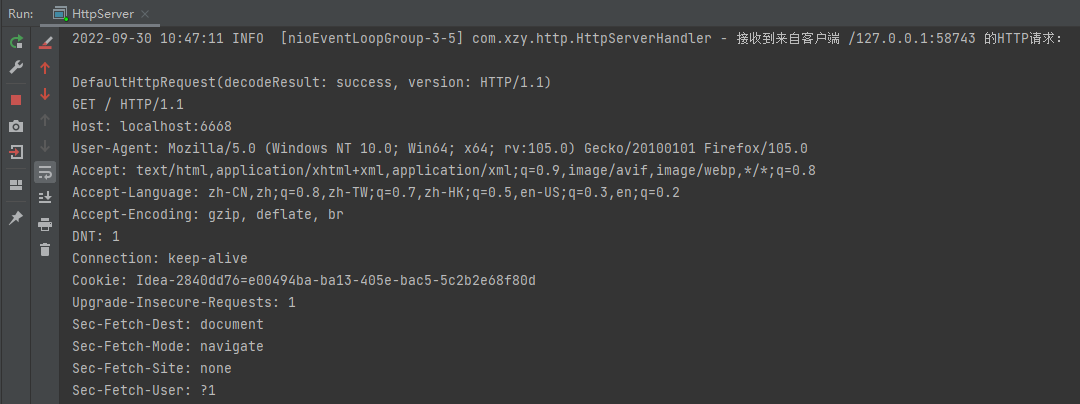 Run: HttpServer
2022-09-30 10:47:11 INFO  [nioEventLoopGroup-3-5] com.xzy.http.HttpServerHandler - 接收到来自客户端 /127.0.0.1:58743 的HTTP请求：
DefaultHttpRequest(decodeResult: success, version: HTTP/1.1)
GET / HTTP/1.1
Host: localhost:6668
User-Agent: Mozilla/5.0 (Windows NT 10.0; Win64; x64; rv:105.0) Gecko/20100101 Firefox/105.0
Accept: text/html,application/xhtml+xml,application/xml;q=0.9,image/avif,image/webp,*/*;q=0.8
Accept-Language: zh-CN,zh;q=0.8,zh-TW;q=0.7,zh-HK;q=0.5,en-US;q=0.3,en;q=0.2
Accept-Encoding: gzip, deflate, br
DNT: 1
Connection: keep-alive
Cookie: Idea-2840dd76=e00494ba-ba13-405e-bac5-5c2b2e68f80d
Upgrade-Insecure-Requests: 1
Sec-Fetch-Dest: document
Sec-Fetch-Mode: navigate
Sec-Fetch-Site: none
Sec-Fetch-User: ?1